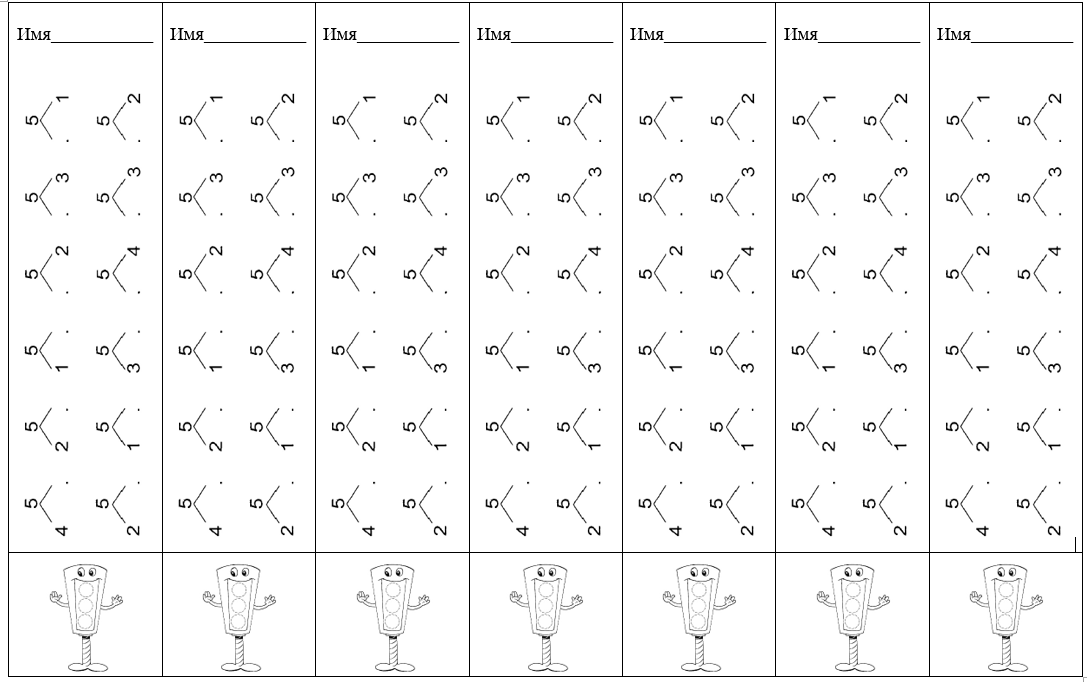 Имя____________ Имя____________ Имя____________ Имя____________ Имя____________ Имя____________ Имя____________
5 . 1 5 . 2 5 . 1 5 . 2 5 . 1 5 . 2 5 . 1 5 . 2 5 . 1 5 . 2 5 . 1 5 . 2 5 . 1 5 . 2
5 . 3 5 . 3 5 . 3 5 . 3 5 . 3 5 . 3 5 . 3 5 . 3 5 . 3 5 . 3 5 . 3 5 . 3 5 . 3 5 . 3
5 . 2 5 . 4 5 . 2 5 . 4 5 . 2 5 . 4 5 . 2 5 . 4 5 . 2 5 . 4 5 . 2 5 . 4 5 . 2 5 . 4
5 1 . 5 3 . 5 1 . 5 3 . 5 1 . 5 3 . 5 1 . 5 3 . 5 1 . 5 3 . 5 1 . 5 3 . 5 1 . 5 3 .
5 2 . 5 1 . 5 2 . 5 1 . 5 2 . 5 1 . 5 2 . 5 1 . 5 2 . 5 1 . 5 2 . 5 1 . 5 2 . 5 1 .
5 4 . 5 2 . 5 4 . 5 2 . 5 4 . 5 2 . 5 4 . 5 2 . 5 4 . 5 2 . 5 4 . 5 2 . 5 4 . 5 2 .